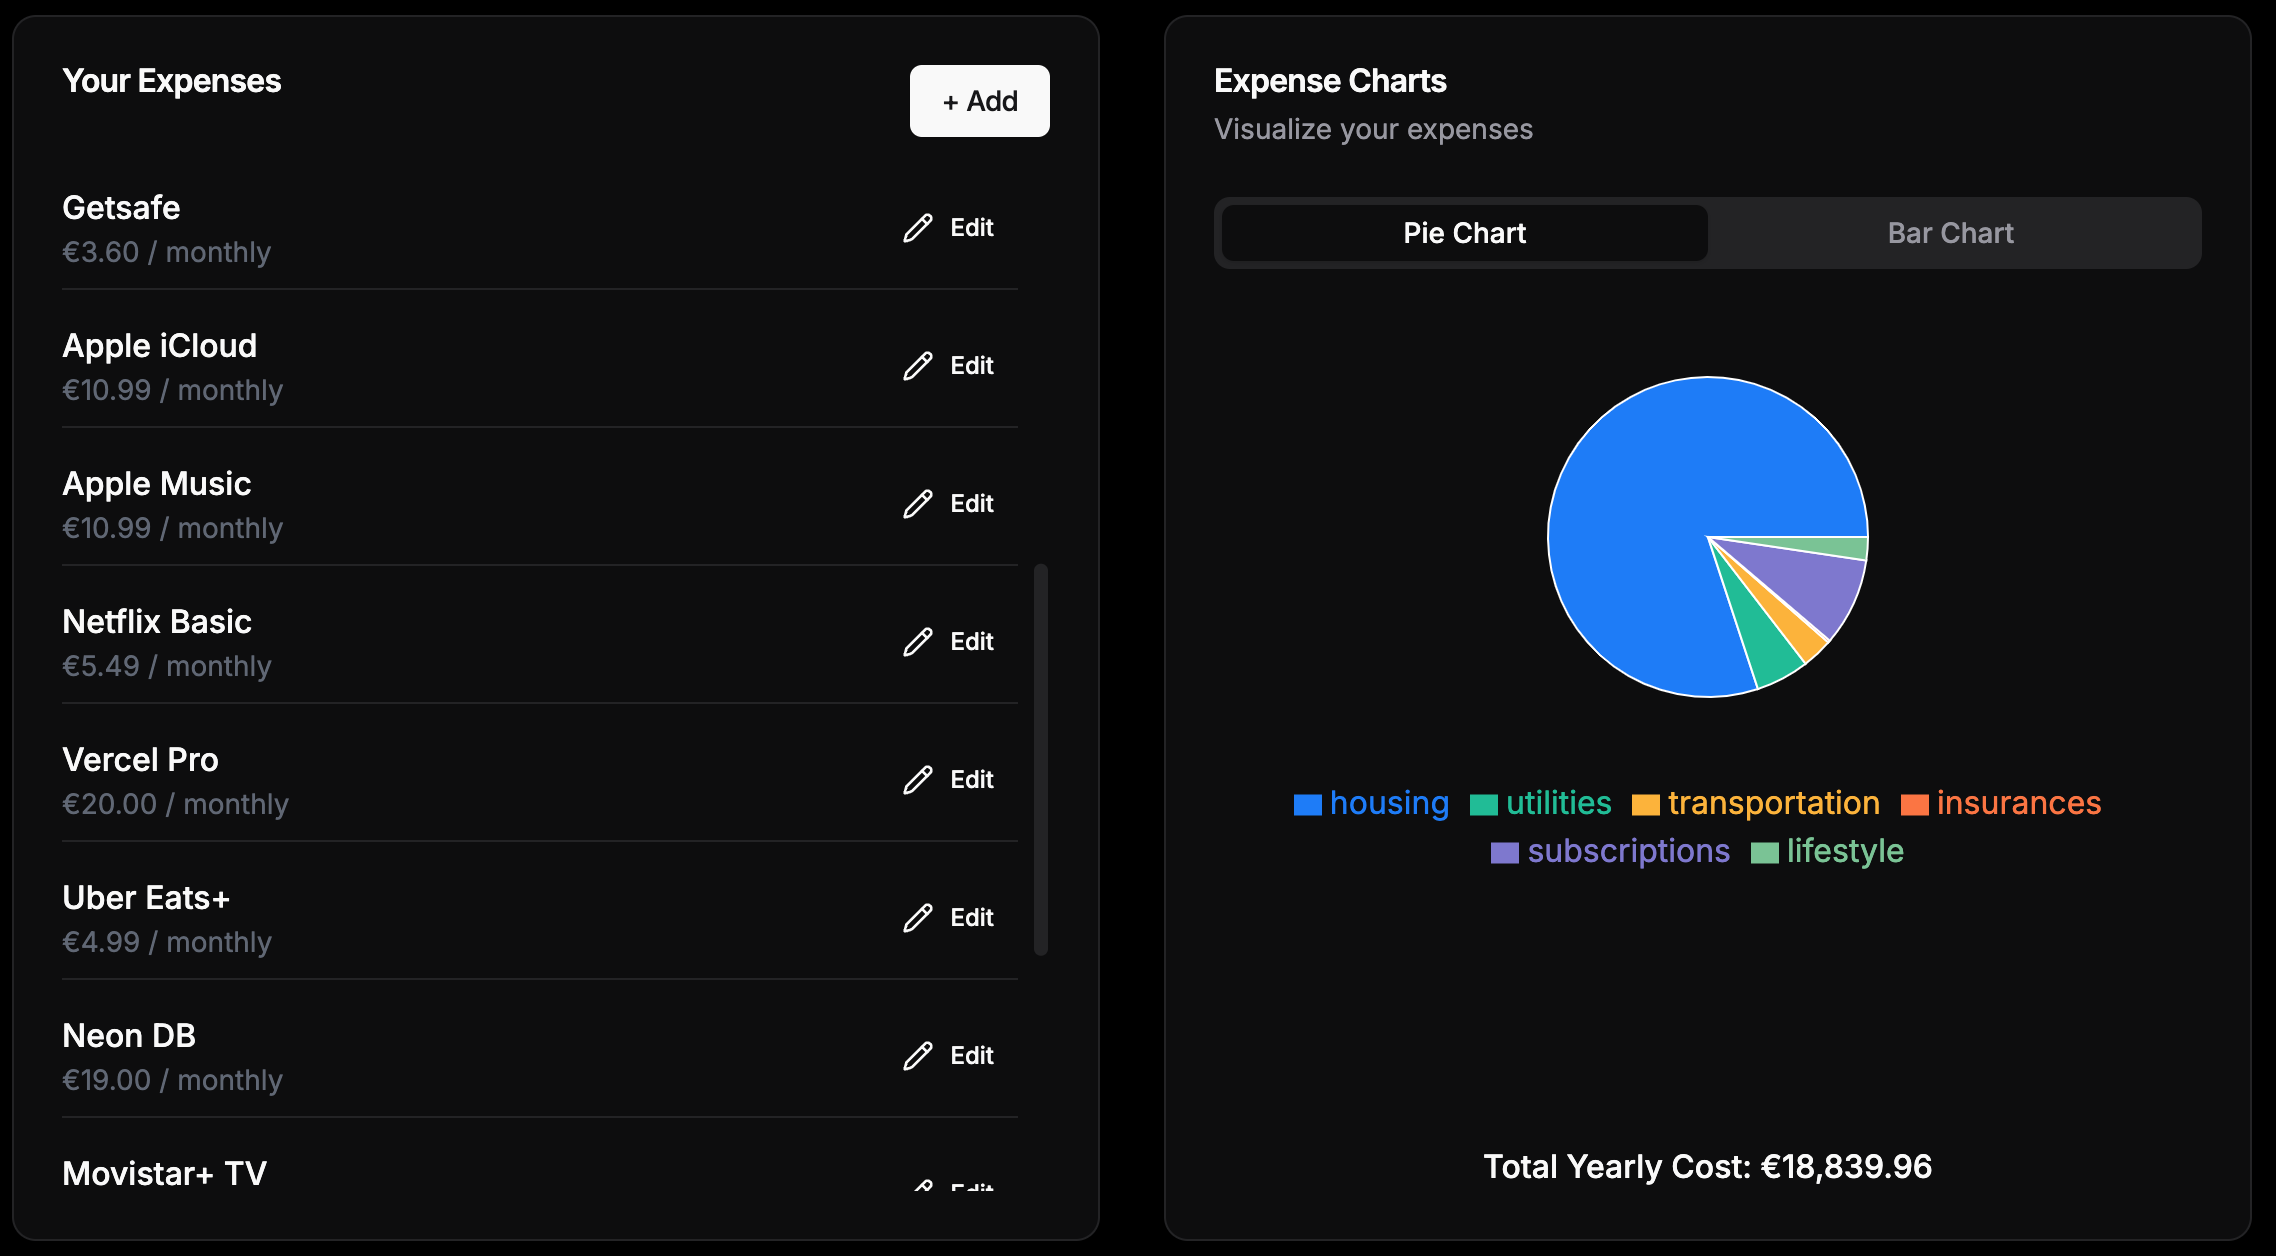 Your Expenses
+ Add
Getsafe
€3.60 / monthly
Edit
Apple iCloud
€10.99 / monthly
Edit
Apple Music
€10.99 / monthly
Edit
Netflix Basic
€5.49 / monthly
Edit
Vercel Pro
€20.00 / monthly
Edit
Uber Eats+
€4.99 / monthly
Edit
Neon DB
€19.00 / monthly
Edit
Movistar+ TV
Edit
Expense Charts
Visualize your expenses
Pie Chart
Bar Chart
housing utilities transportation insurances
subscriptions lifestyle
Total Yearly Cost: €18,839.96